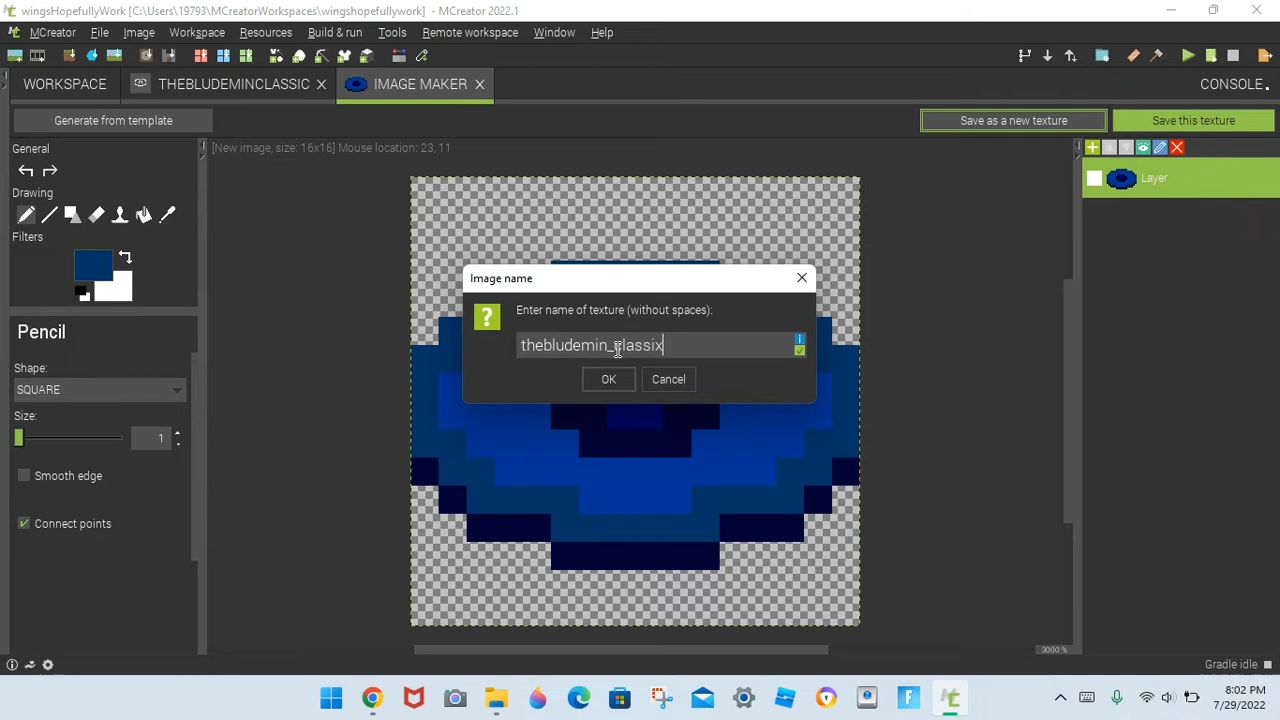 wingsHopefullyWork [C:\Users\19793\MCreatorWorkspaces\wingshopefullywork] - MCreator 2022.1
MCreator File Image Workspace Resources Build & run Tools Remote workspace Window Help
WORKSPACE THEBLUDEMINCLASSIC IMAGE MAKER CONSOLE
Generate from template Save as a new texture Save this texture
General
[New image, size: 16x16] Mouse location: 23, 11
Layer
Drawing
Filters
Image name
Enter name of texture (without spaces):
thebludemin_classix
OK Cancel
Pencil
Shape:
SQUARE
Size:
1
Smooth edge
Connect points
3000 %
Gradle idle
8:02 PM
7/29/2022